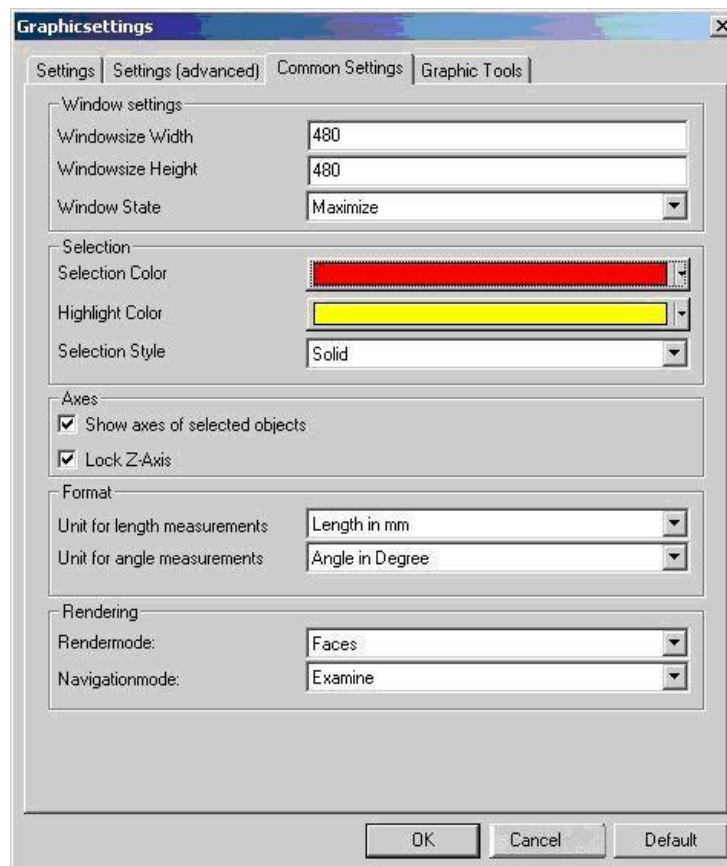 Graphicsettings
Settings Settings (advanced) Common Settings Graphic Tools
Window settings
Windowsize Width 480
Windowsize Height 480
Window State Maximize
Selection
Selection Color
Highlight Color
Selection Style Solid
Axes
Show axes of selected objects
Lock Z-Axis
Format
Unit for length measurements Length in mm
Unit for angle measurements Angle in Degree
Rendering
Rendermode: Faces
Navigationmode: Examine
OK Cancel Default